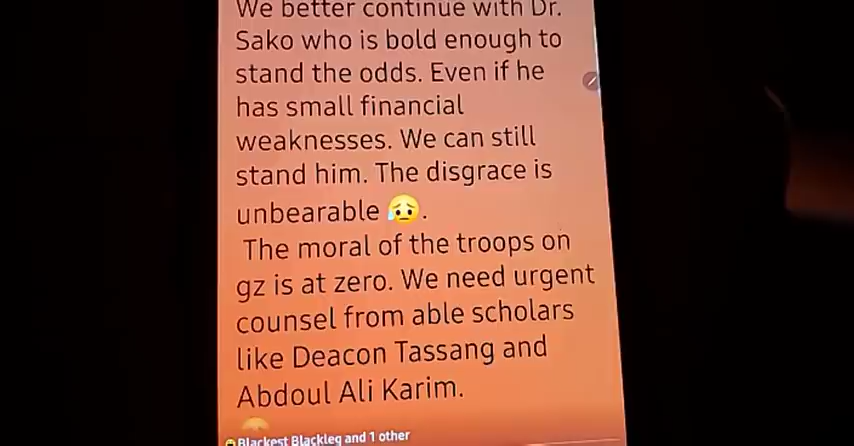 We better continue with Dr.
Sako who is bold enough to
stand the odds. Even if he
has small financial
weaknesses. We can still
stand him. The disgrace is
unbearable 😥.
The moral of the troops on
gz is at zero. We need urgent
counsel from able scholars
like Deacon Tassang and
Abdoul Ali Karim.
Blackest Blackleg and 1 other